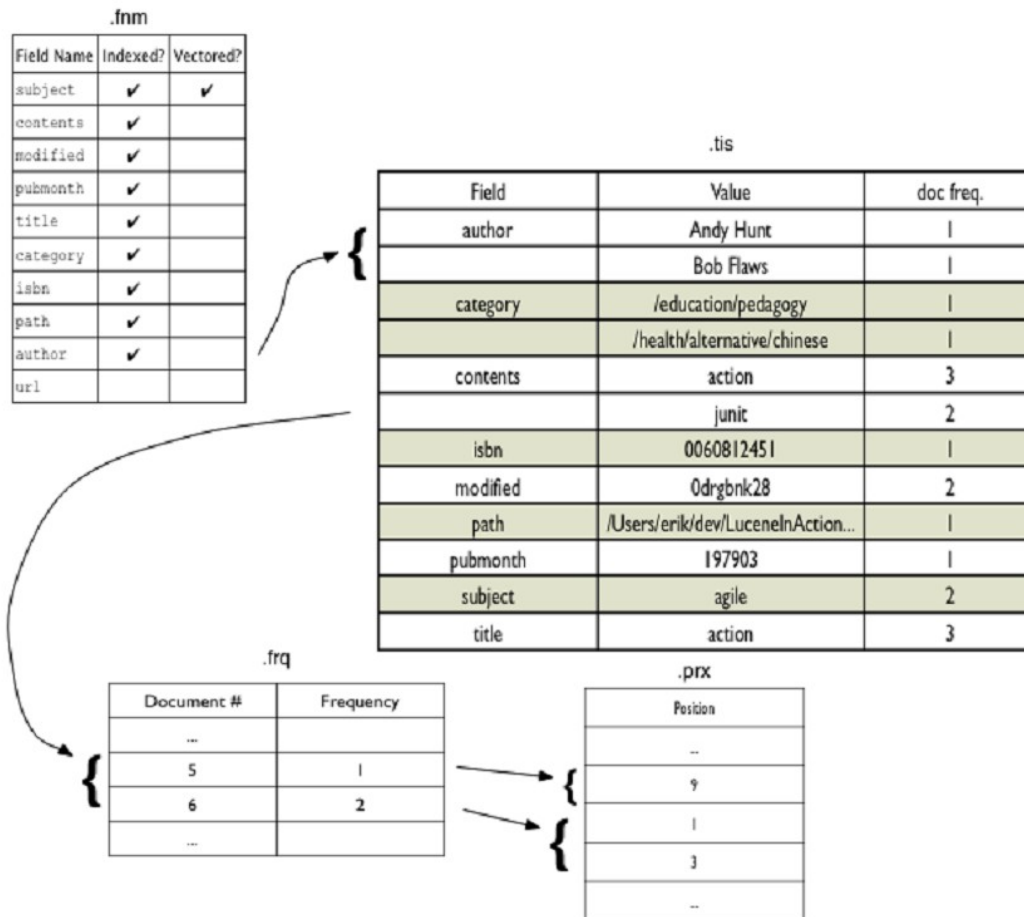 .fnm
Field Name Indexed? Vectored?
subject ✔ ✔
contents ✔
modified ✔
pubmonth ✔
title ✔
category ✔
isbn ✔
path ✔
author ✔
url
.tis
Field Value doc freq.
author Andy Hunt 1
Bob Flaws 1
category /education/pedagogy 1
/health/alternative/chinese 1
contents action 3
junit 2
isbn 0060812451 1
modified 0drgbnk28 2
path /Users/erik/dev/LuceneInAction... 1
pubmonth 197903 1
subject agile 2
title action 3
.frq
Document # Frequency
...
5 1
6 2
...
.prx
Position
...
9
1
3
...